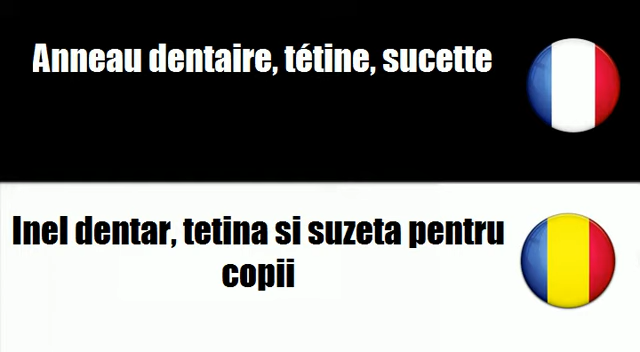 Anneau dentaire, tétine, sucette
Inel dentar, tetina si suzeta pentru
copii